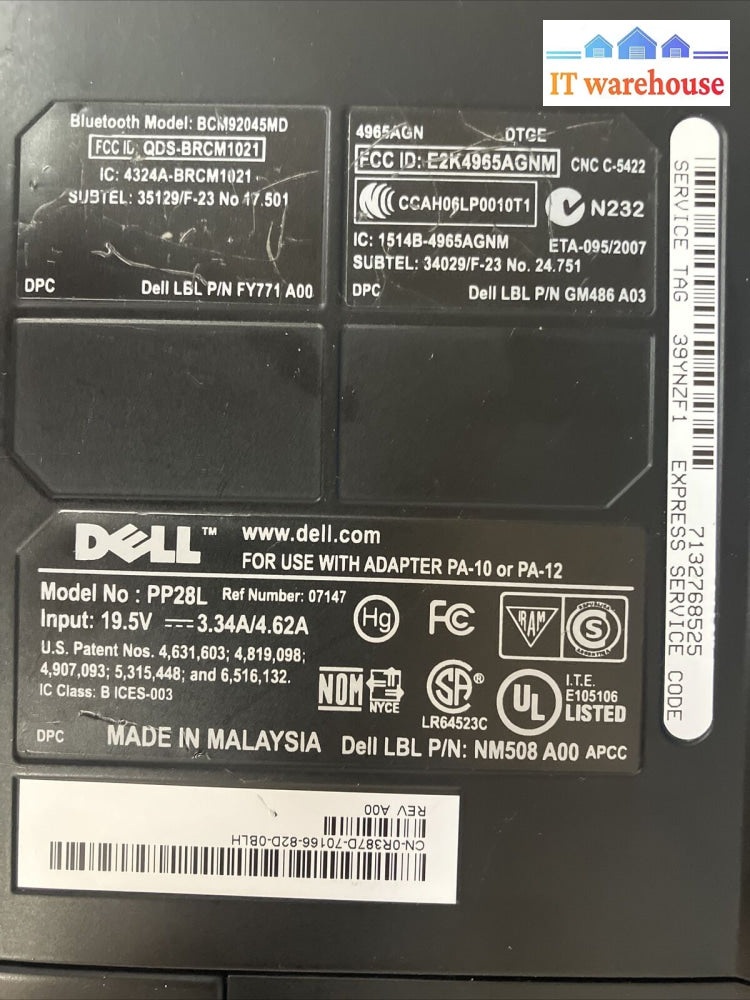 IT warehouse
Bluetooth Model: BCM92045MD
FCC ID: QDS-BRCM1021
IC: 4324A-BRCM1021
SUBTEL: 35129/F-23 No 17.501
DPC Dell LBL P/N FY771 A00
4965AGN DTGE
FCC ID: E2K4965AGNM CNC C-5422
CCAH06LP0010T1 N232
IC: 1514B-4965AGNM ETA-095/2007
SUBTEL: 34029/F-23 No. 24.751
DPC Dell LBL P/N GM486 A03
SERVICE TAG 39YNZF1 EXPRESS SERVICE CODE
7132768525
DELL™ www.dell.com
FOR USE WITH ADAPTER PA-10 or PA-12
Model No : PP28L Ref Number: 07147
Input: 19.5V 3.34A/4.62A
U.S. Patent Nos. 4,631,603; 4,819,098;
4,907,093; 5,315,448; and 6,516,132.
IC Class: B ICES-003
Hg FC IRAM S
NOM NYCE
SA® LR64523C
UL I.T.E.
E105106
LISTED
DPC MADE IN MALAYSIA Dell LBL P/N: NM508 A00 APCC
CN-0R387D-70166-82D-0BLH
REV A00